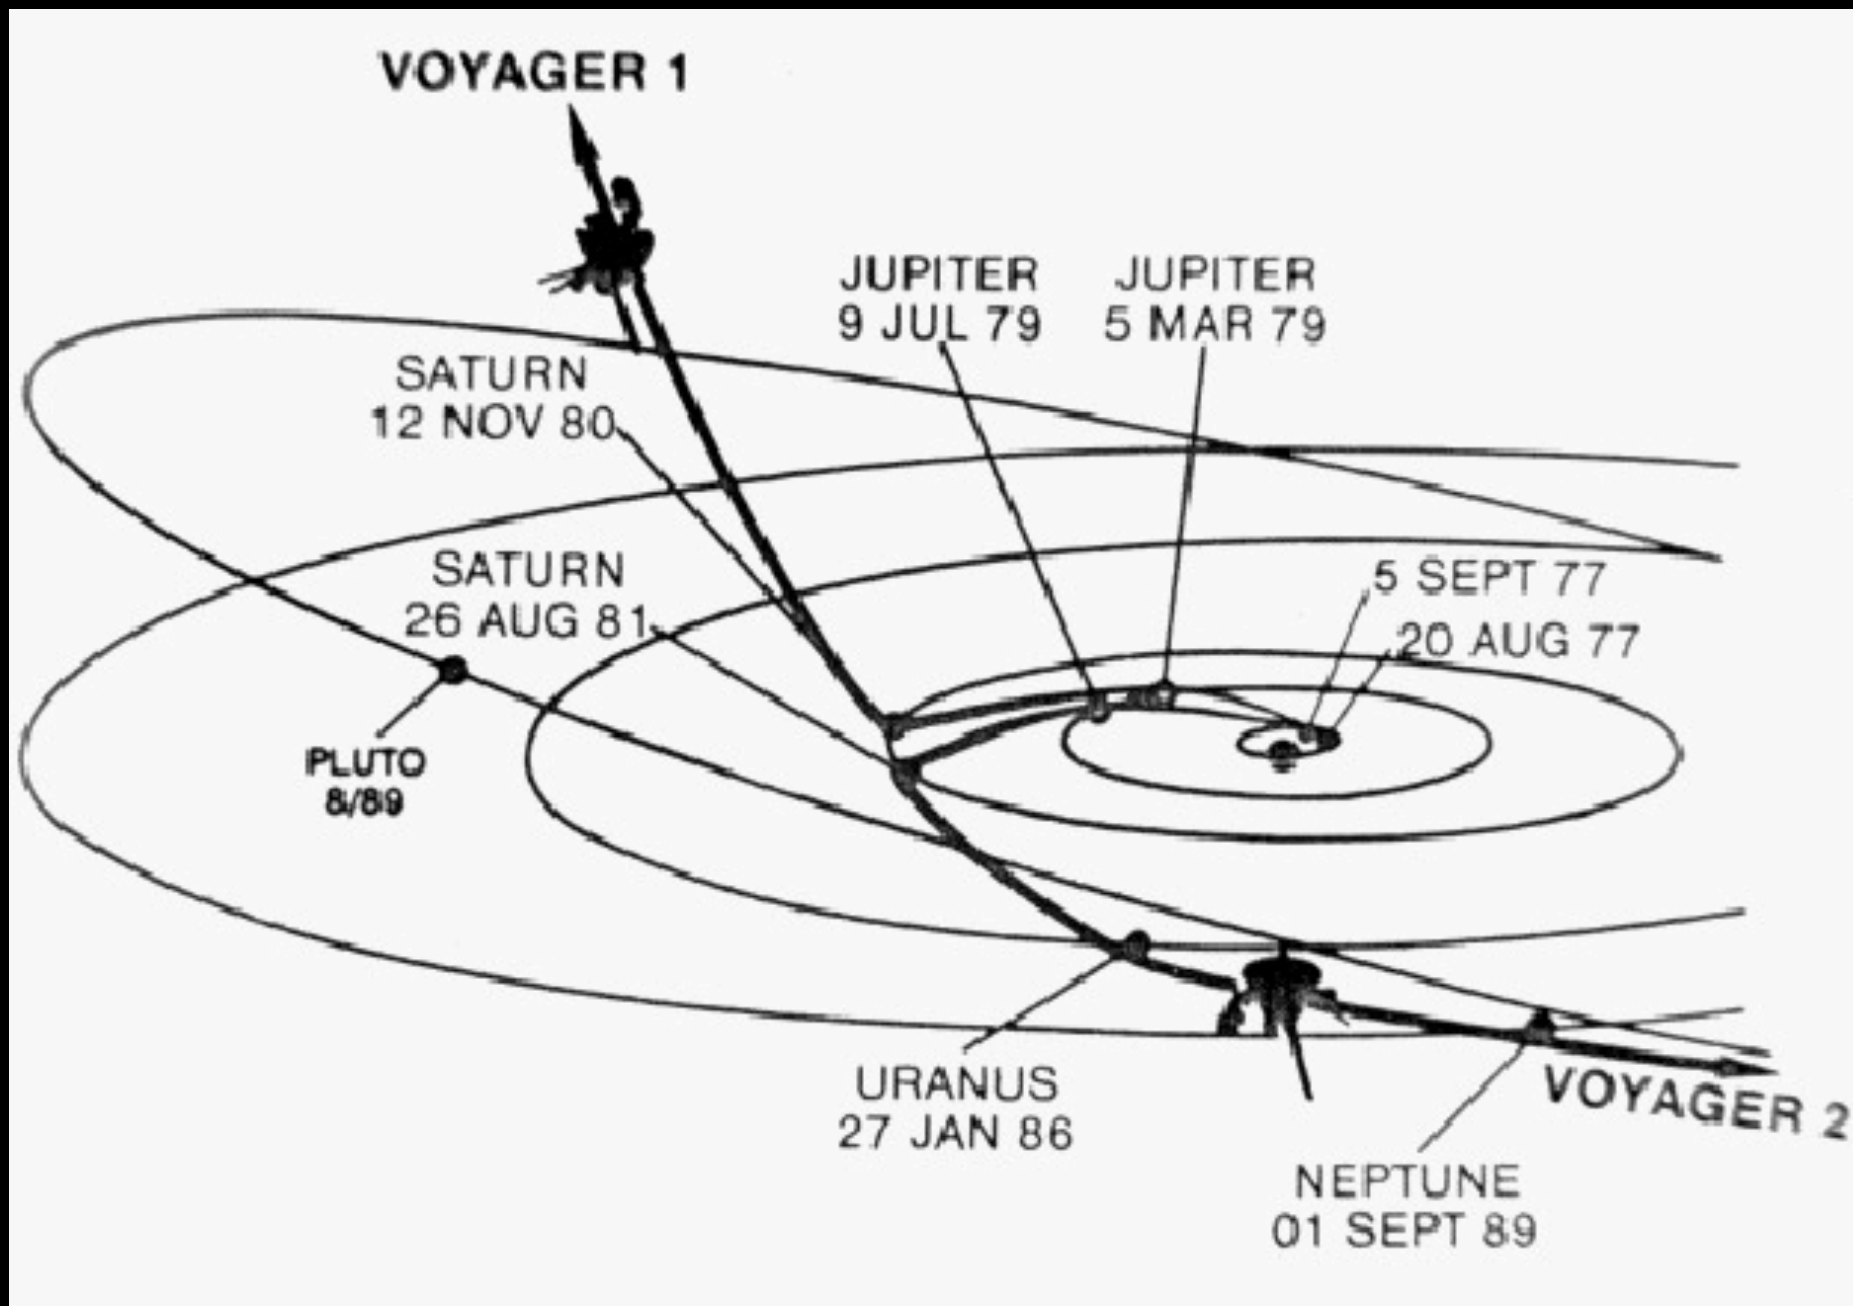 VOYAGER 1
JUPITER
9 JUL 79
JUPITER
5 MAR 79
SATURN
12 NOV 80
SATURN
26 AUG 81
5 SEPT 77
20 AUG 77
PLUTO
8/89
URANUS
27 JAN 86
VOYAGER 2
NEPTUNE
01 SEPT 89